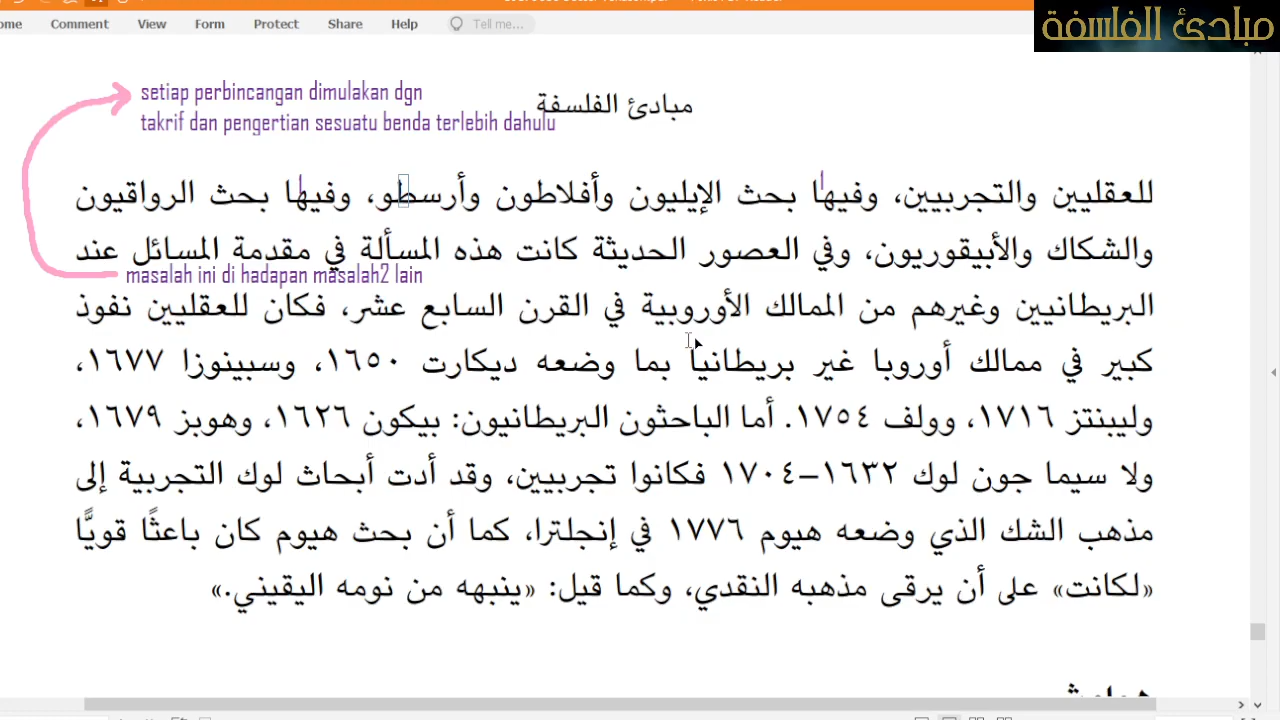 ome Comment View Form Protect Share Help Tell me...
مبادئ الفلسفة
setiap perbincangan dimulakan dgn
takrif dan pengertian sesuatu benda terlebih dahulu
مبادئ الفلسفة
للعقليين والتجربيين، وفيها بحث الإيليون وأفلاطون وأرسطو، وفيها بحث الرواقيون
والشكاك والأبيقوريون، وفي العصور الحديثة كانت هذه المسألة في مقدمة المسائل عند
masalah ini di hadapan masalah2 lain
البريطانيين وغيرهم من الممالك الأوروبية في القرن السابع عشر، فكان للعقليين نفوذ
كبير في ممالك أوروبا غير بريطانيا بما وضعه ديكارت ١٦٥٠، وسبينوزا ١٦٧٧،
وليبنتز ١٧١٦، وولف ١٧٥٤. أما الباحثون البريطانيون: بيكون ١٦٢٦، وهوبز ١٦٧٩،
ولا سيما جون لوك ١٦٣٢–١٧٠٤ فكانوا تجربيين، وقد أدت أبحاث لوك التجربية إلى
مذهب الشك الذي وضعه هيوم ١٧٧٦ في إنجلترا، كما أن بحث هيوم كان باعثًا قويًّا
«لكانت» على أن يرقى مذهبه النقدي، وكما قيل: «ينبهه من نومه اليقيني.»